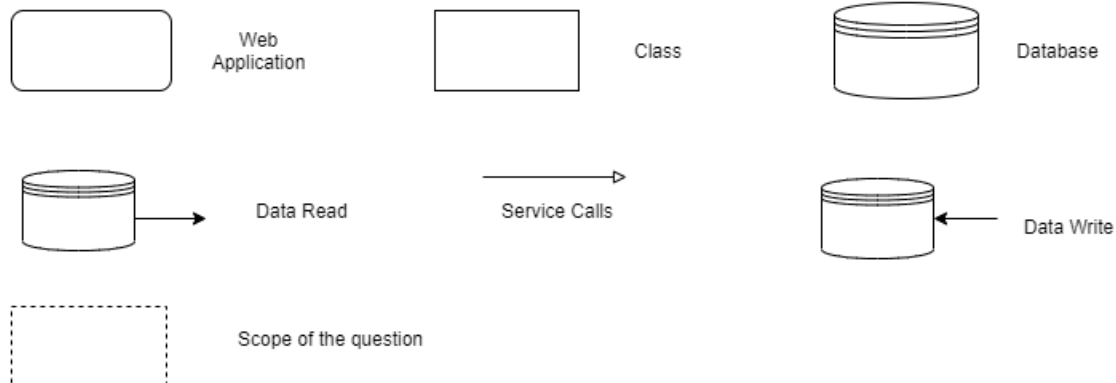 Web
Application
Class
Database
Data Read
Service Calls
Data Write
Scope of the question